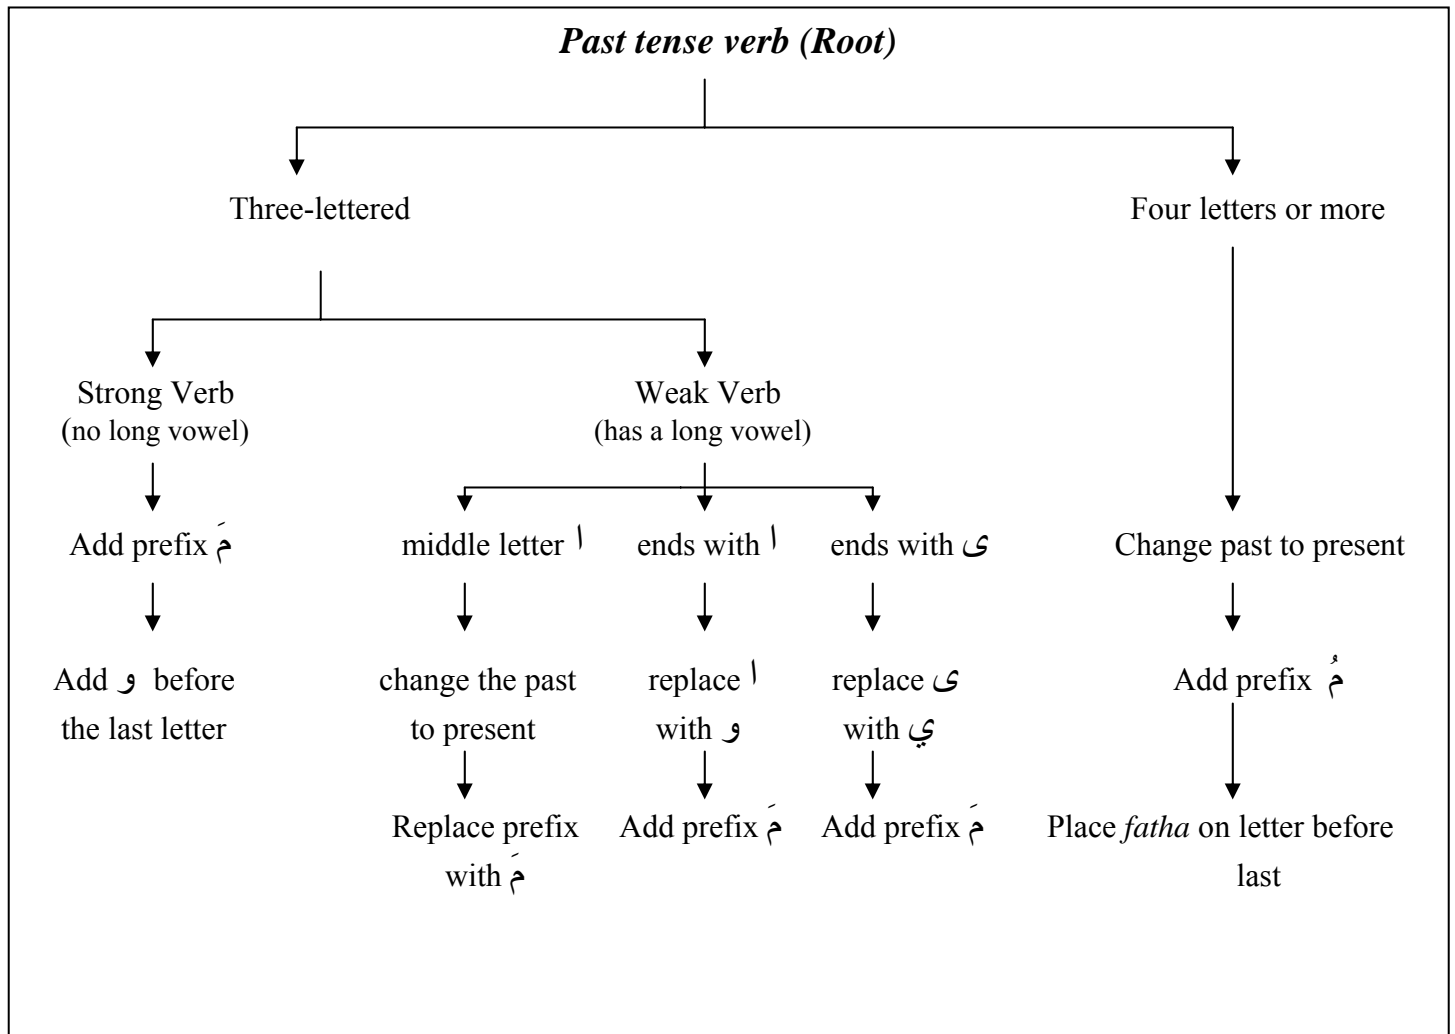 Past tense verb (Root)
Three-lettered
Four letters or more
Strong Verb
(no long vowel)
Weak Verb
(has a long vowel)
Add prefix مَ
middle letter ا
ends with ا
ends with ى
Change past to present
Add و before
the last letter
change the past
to present
replace ا
with و
replace ى
with ي
Add prefix مُ
Replace prefix
with مَ
Add prefix مَ
Add prefix مَ
Place fatha on letter before
last